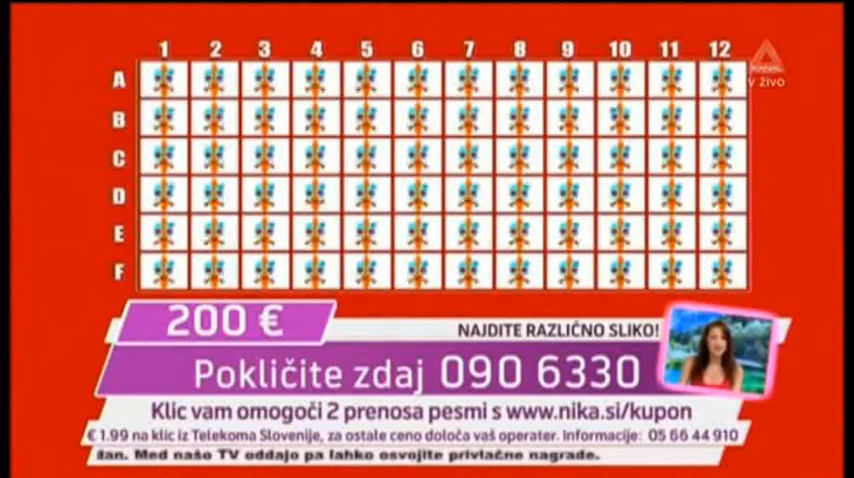 1 2 3 4 5 6 7 8 9 10 11 12
KANAL
A
v živo
B
C
D
E
F
200 €
NAJDITE RAZLIČNO SLIKO!
Pokličite zdaj 090 6330
Klic vam omogoči 2 prenosa pesmi s www.nika.si/kupon
€ 1.99 na klic iz Telekoma Slovenije, za ostale ceno določa vaš operater. Informacije: 05 66 44 910
žan. Med našo TV oddajo pa lahko osvojite privlačne nagrade.